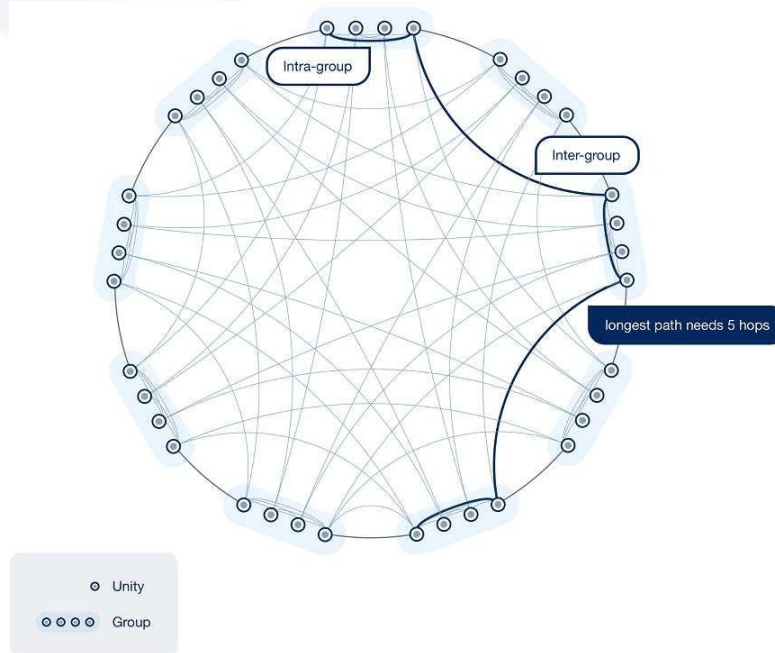 Intra-group
Inter-group
longest path needs 5 hops
Unity
Group